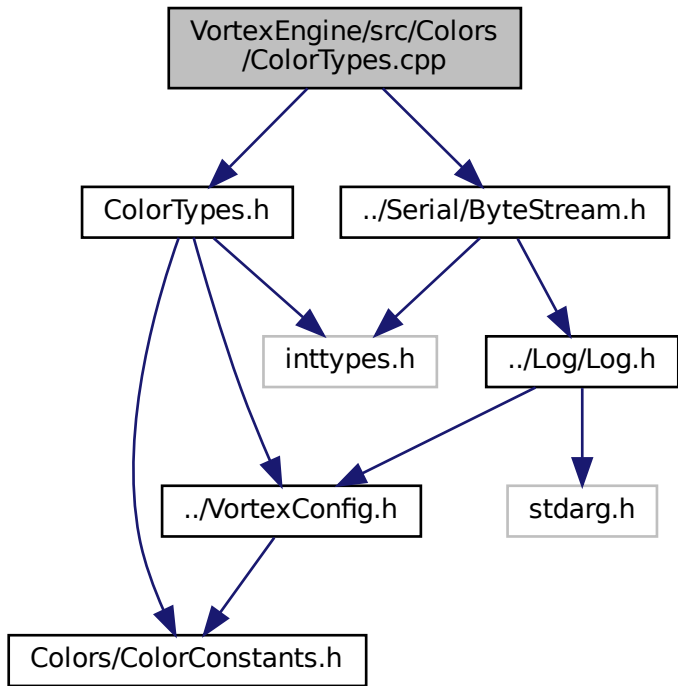 VortexEngine/src/Colors
/ColorTypes.cpp
ColorTypes.h
../Serial/ByteStream.h
inttypes.h
../Log/Log.h
../VortexConfig.h
stdarg.h
Colors/ColorConstants.h